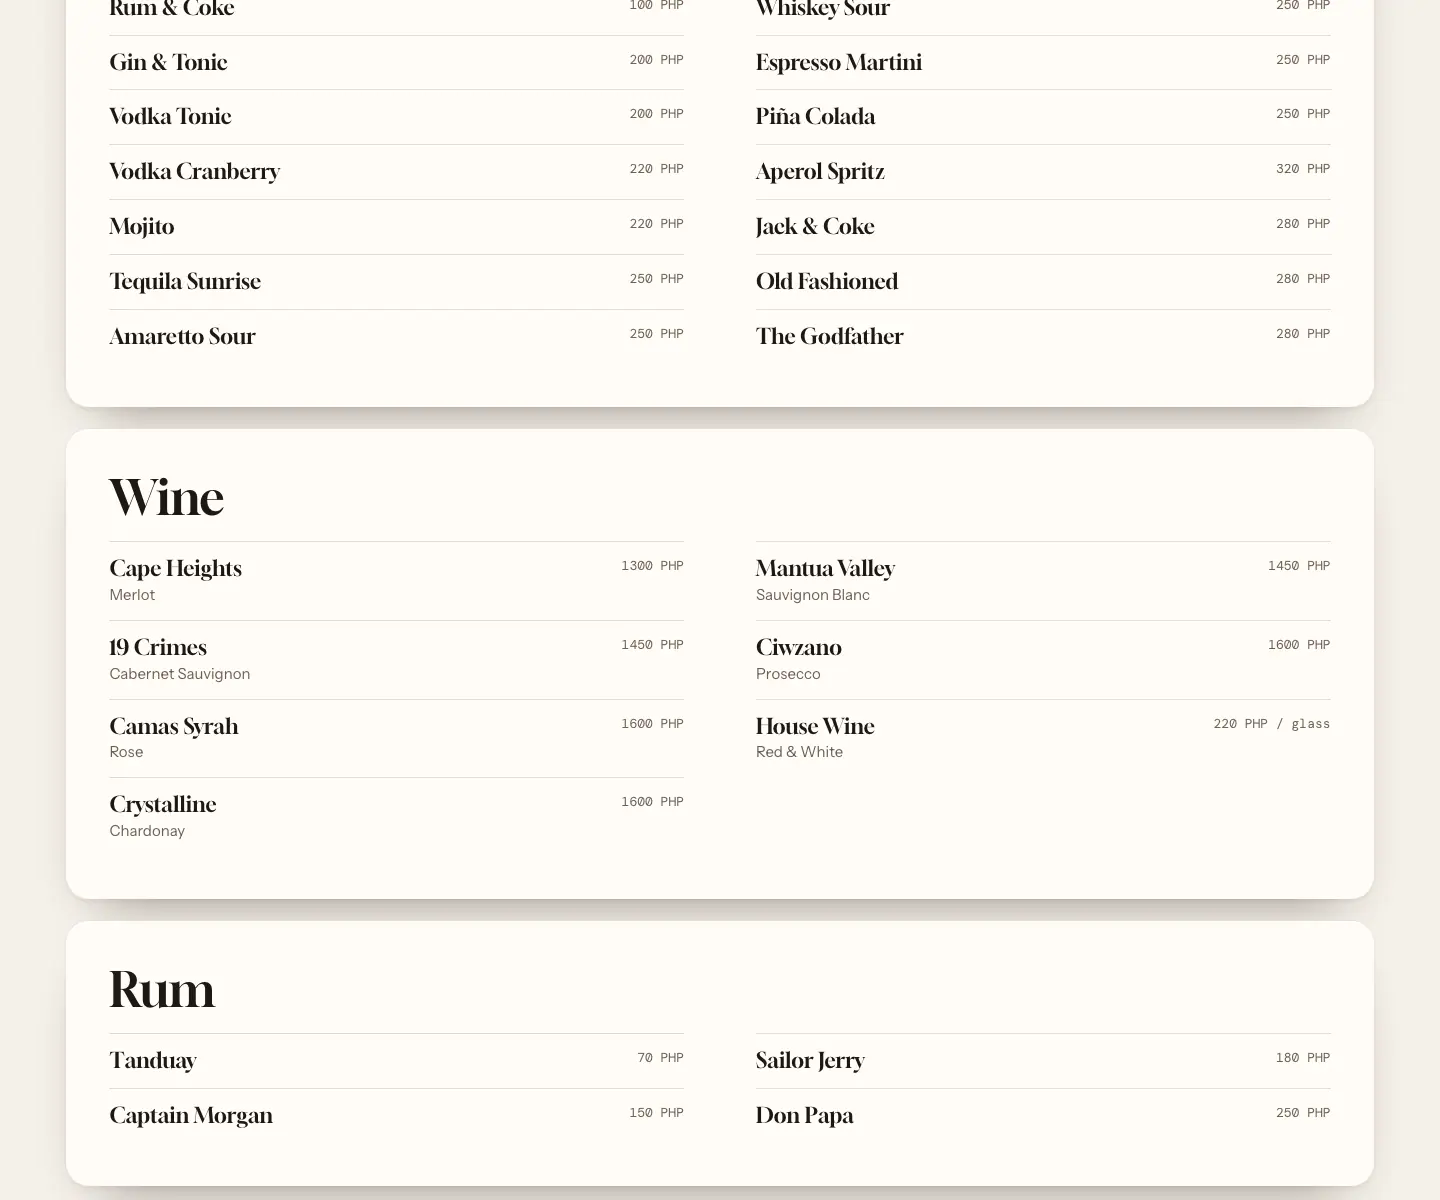 Rum & Coke 100 PHP
Gin & Tonic 200 PHP
Vodka Tonic 200 PHP
Vodka Cranberry 220 PHP
Mojito 220 PHP
Tequila Sunrise 250 PHP
Amaretto Sour 250 PHP
Whiskey Sour 250 PHP
Espresso Martini 250 PHP
Piña Colada 250 PHP
Aperol Spritz 320 PHP
Jack & Coke 280 PHP
Old Fashioned 280 PHP
The Godfather 280 PHP
Wine
Cape Heights 1300 PHP
Merlot
19 Crimes 1450 PHP
Cabernet Sauvignon
Camas Syrah 1600 PHP
Rose
Crystalline 1600 PHP
Chardonay
Mantua Valley 1450 PHP
Sauvignon Blanc
Ciwzano 1600 PHP
Prosecco
House Wine 220 PHP / glass
Red & White
Rum
Tanduay 70 PHP
Captain Morgan 150 PHP
Sailor Jerry 180 PHP
Don Papa 250 PHP